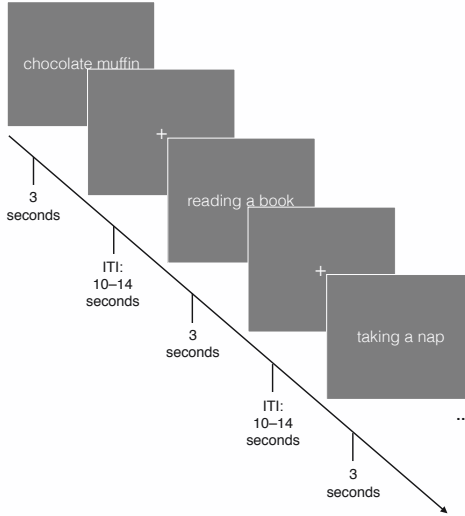 chocolate muffin
+
reading a book
+
taking a nap
...
3
seconds
ITI:
10–14
seconds
3
seconds
ITI:
10–14
seconds
3
seconds